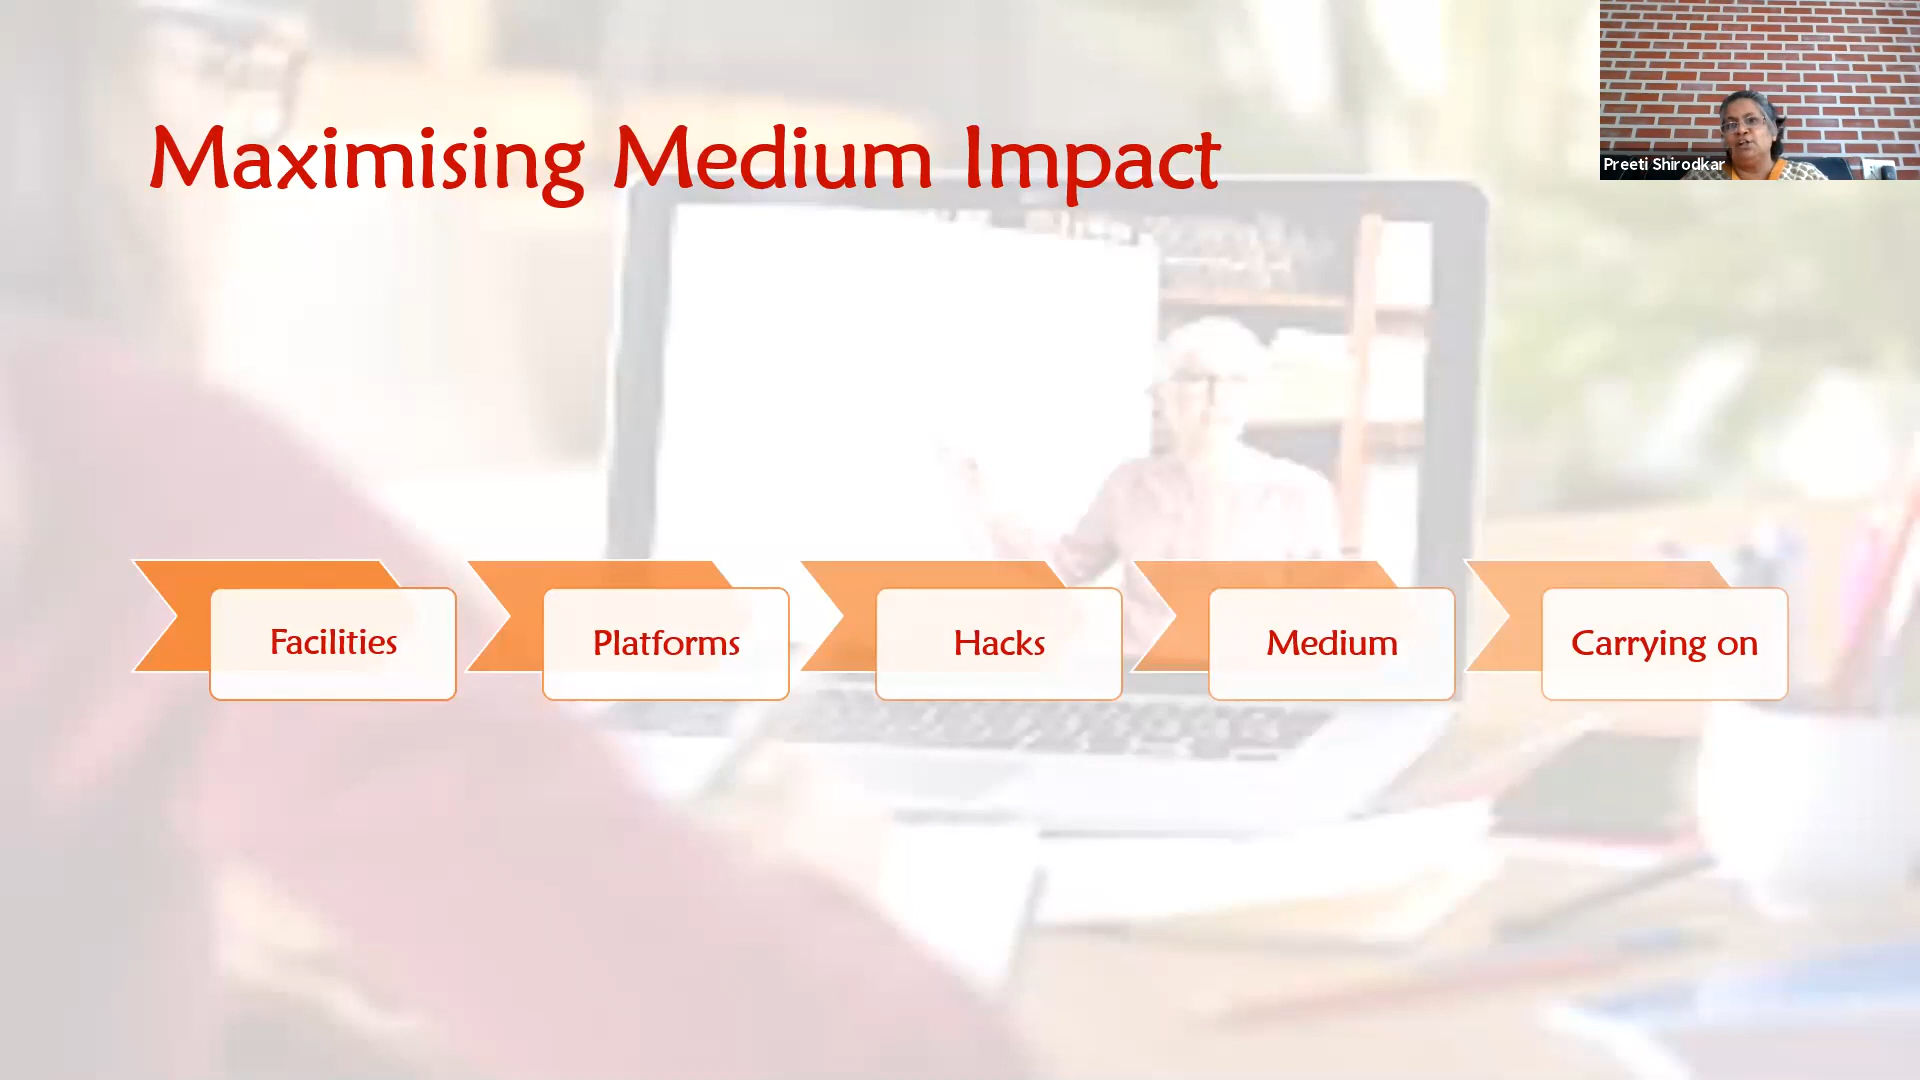 Maximising Medium Impact
Preeti Shirodkar
Facilities
Platforms
Hacks
Medium
Carrying on